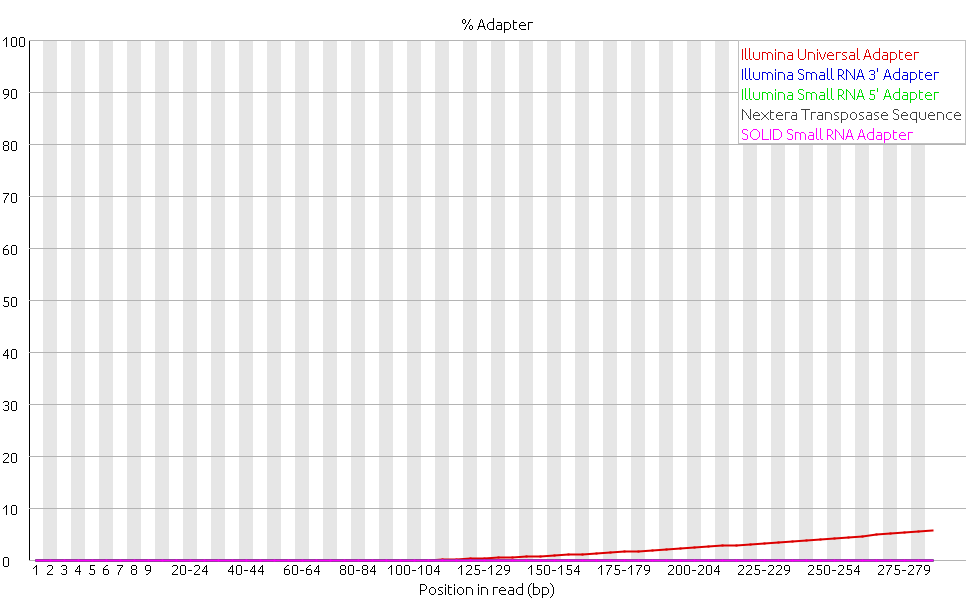 % Adapter
100
90
80
70
60
50
40
30
20
10
0
Illumina Universal Adapter
Illumina Small RNA 3' Adapter
Illumina Small RNA 5' Adapter
Nextera Transposase Sequence
SOLID Small RNA Adapter
1 2 3 4 5 6 7 8 9 20-24 40-44 60-64 80-84 100-104 125-129 150-154 175-179 200-204 225-229 250-254 275-279
Position in read (bp)